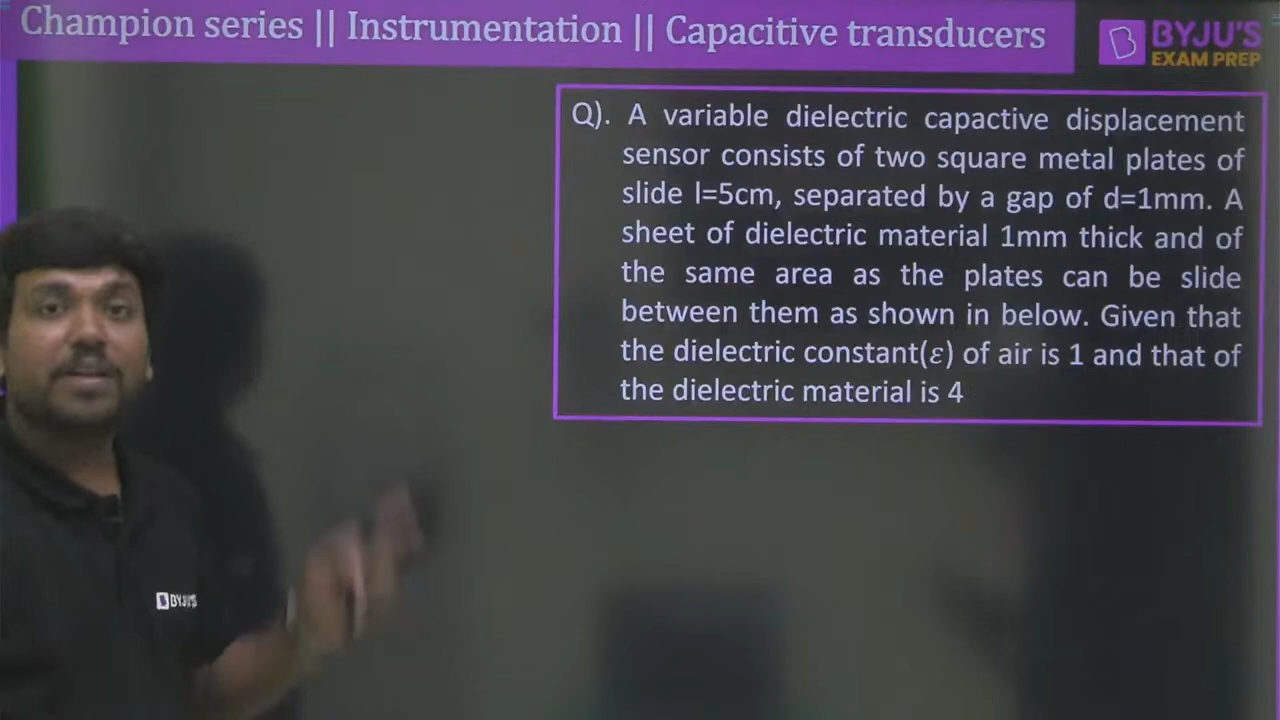 Champion series || Instrumentation || Capacitive transducers
BYJU'S
EXAM PREP
Q). A variable dielectric capactive displacement
sensor consists of two square metal plates of
slide l=5cm, separated by a gap of d=1mm. A
sheet of dielectric material 1mm thick and of
the same area as the plates can be slide
between them as shown in below. Given that
the dielectric constant(ε) of air is 1 and that of
the dielectric material is 4
BYJU'S